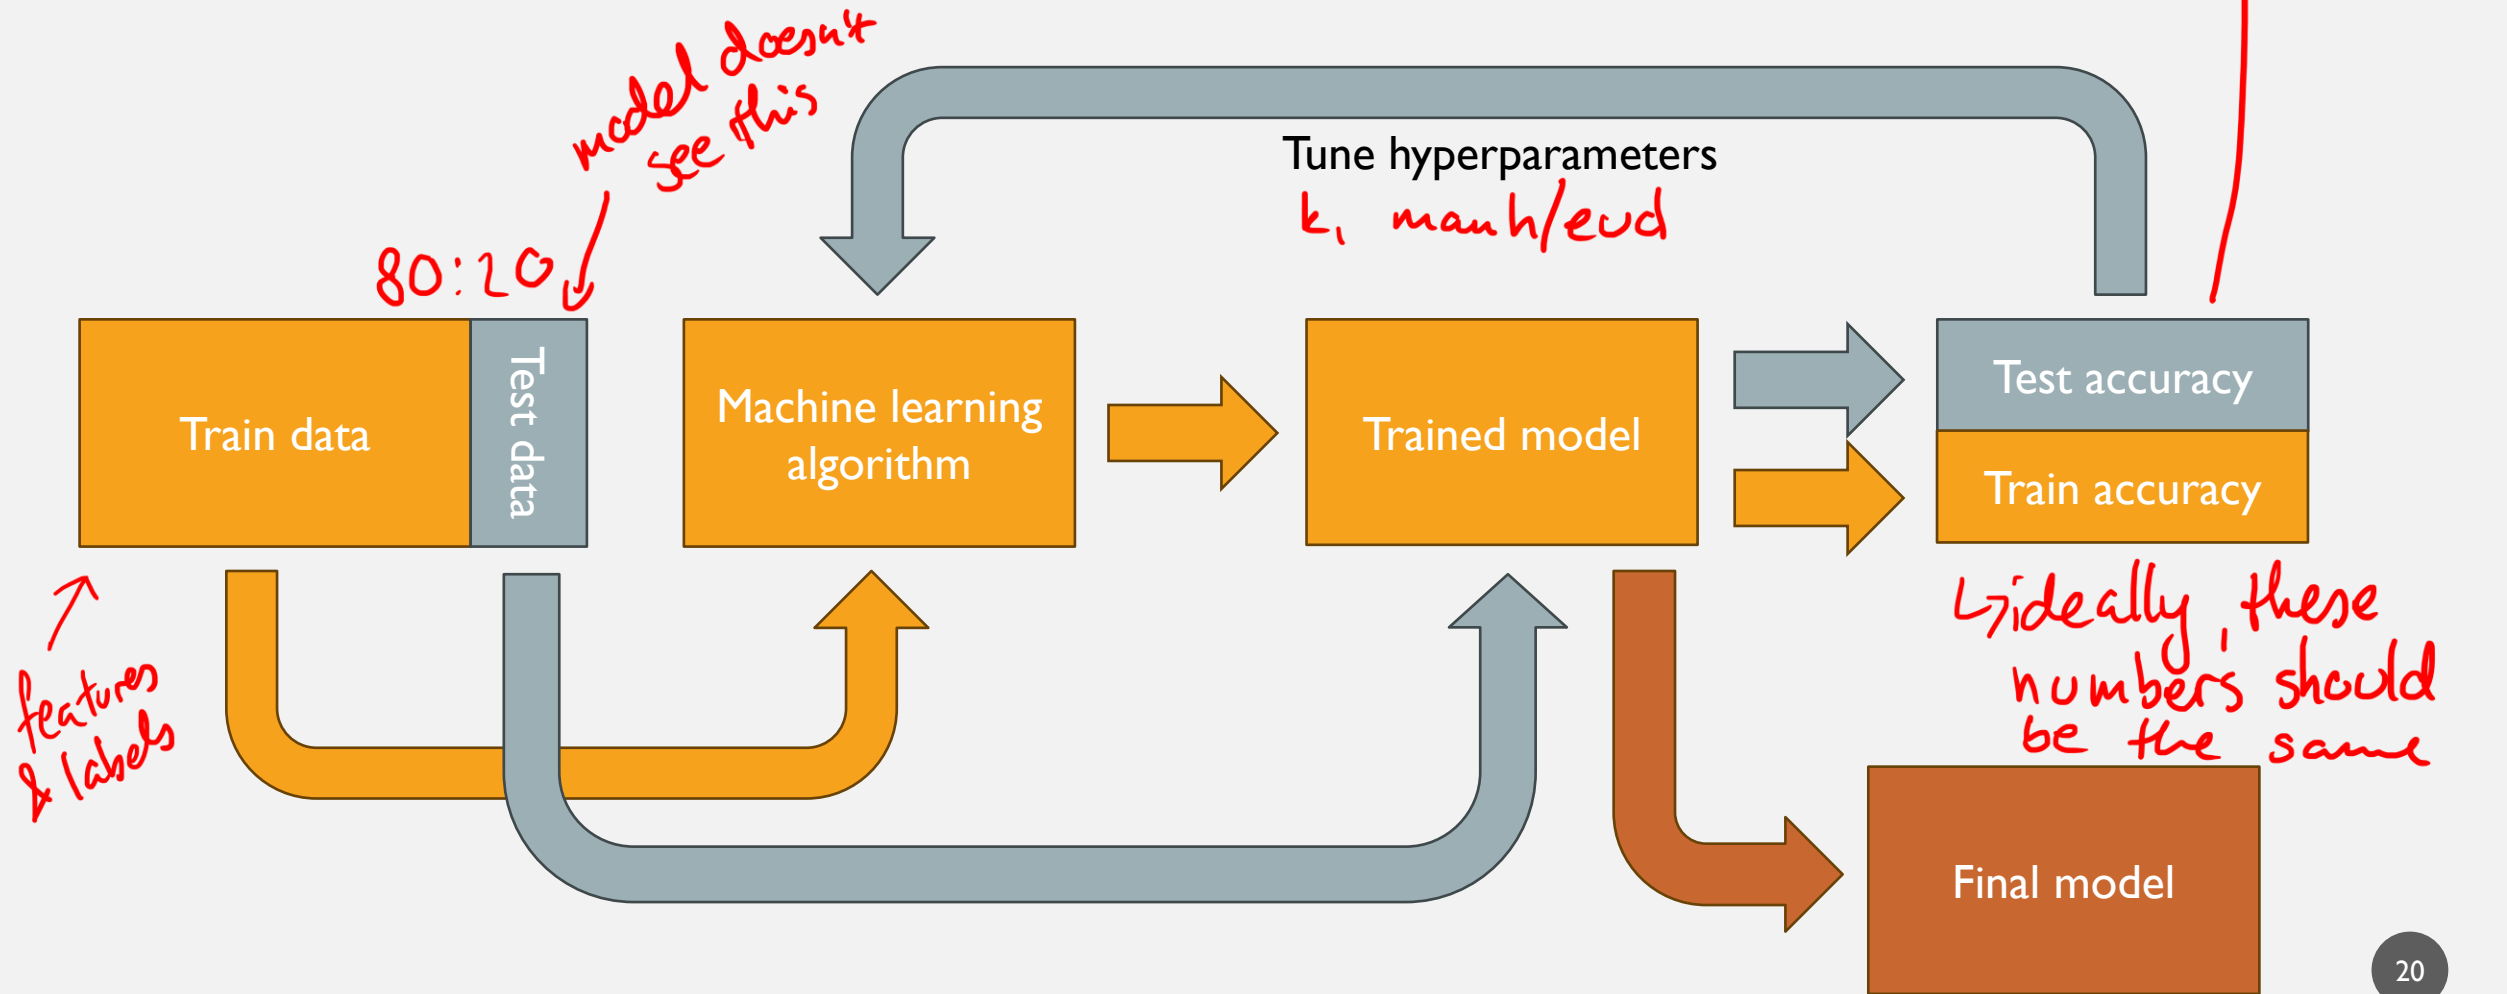 model doesn't
see this
Tune hyperparameters
k, manh/eucl
80:20
Train data
Test data
Machine learning
algorithm
Trained model
Test accuracy
Train accuracy
features
& labels
ideally, these
numbers should
be the same
Final model
20